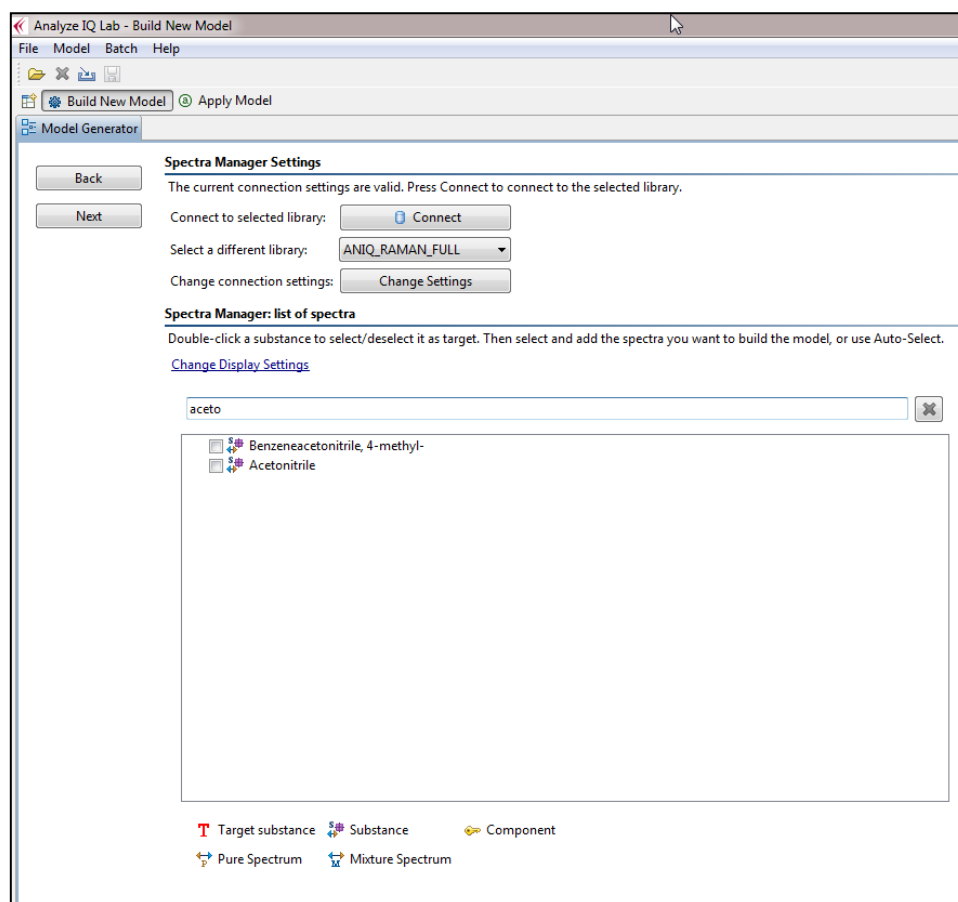 Analyze IQ Lab - Build New Model
File Model Batch Help
Build New Model Apply Model
Model Generator
Spectra Manager Settings
Back
The current connection settings are valid. Press Connect to connect to the selected library.
Next
Connect to selected library: Connect
Select a different library: ANIQ_RAMAN_FULL
Change connection settings: Change Settings
Spectra Manager: list of spectra
Double-click a substance to select/deselect it as target. Then select and add the spectra you want to build the model, or use Auto-Select.
Change Display Settings
aceto
S Benzeneacetonitrile, 4-methyl-
S Acetonitrile
T Target substance S Substance Component
P Pure Spectrum M Mixture Spectrum